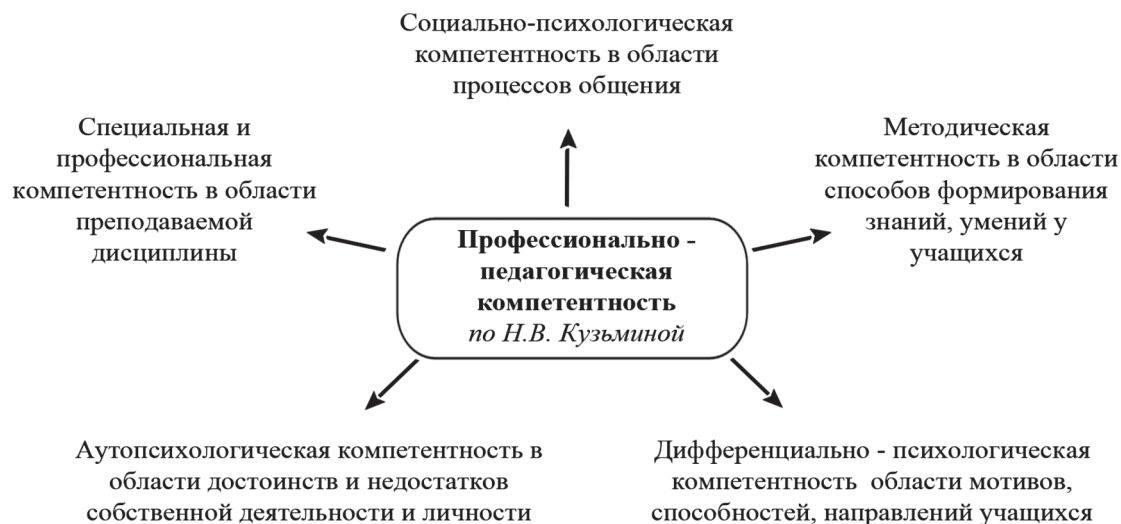 Социально-психологическая
компетентность в области
процессов общения
Специальная и
профессиональная
компетентность в области
преподаваемой
дисциплины
Методическая
компетентность в области
способов формирования
знаний, умений у
учащихся
Профессионально -
педагогическая
компетентность
по Н.В. Кузьминой
Аутопсихологическая компетентность в
области достоинств и недостатков
собственной деятельности и личности
Дифференциально - психологическая
компетентность области мотивов,
способностей, направлений учащихся